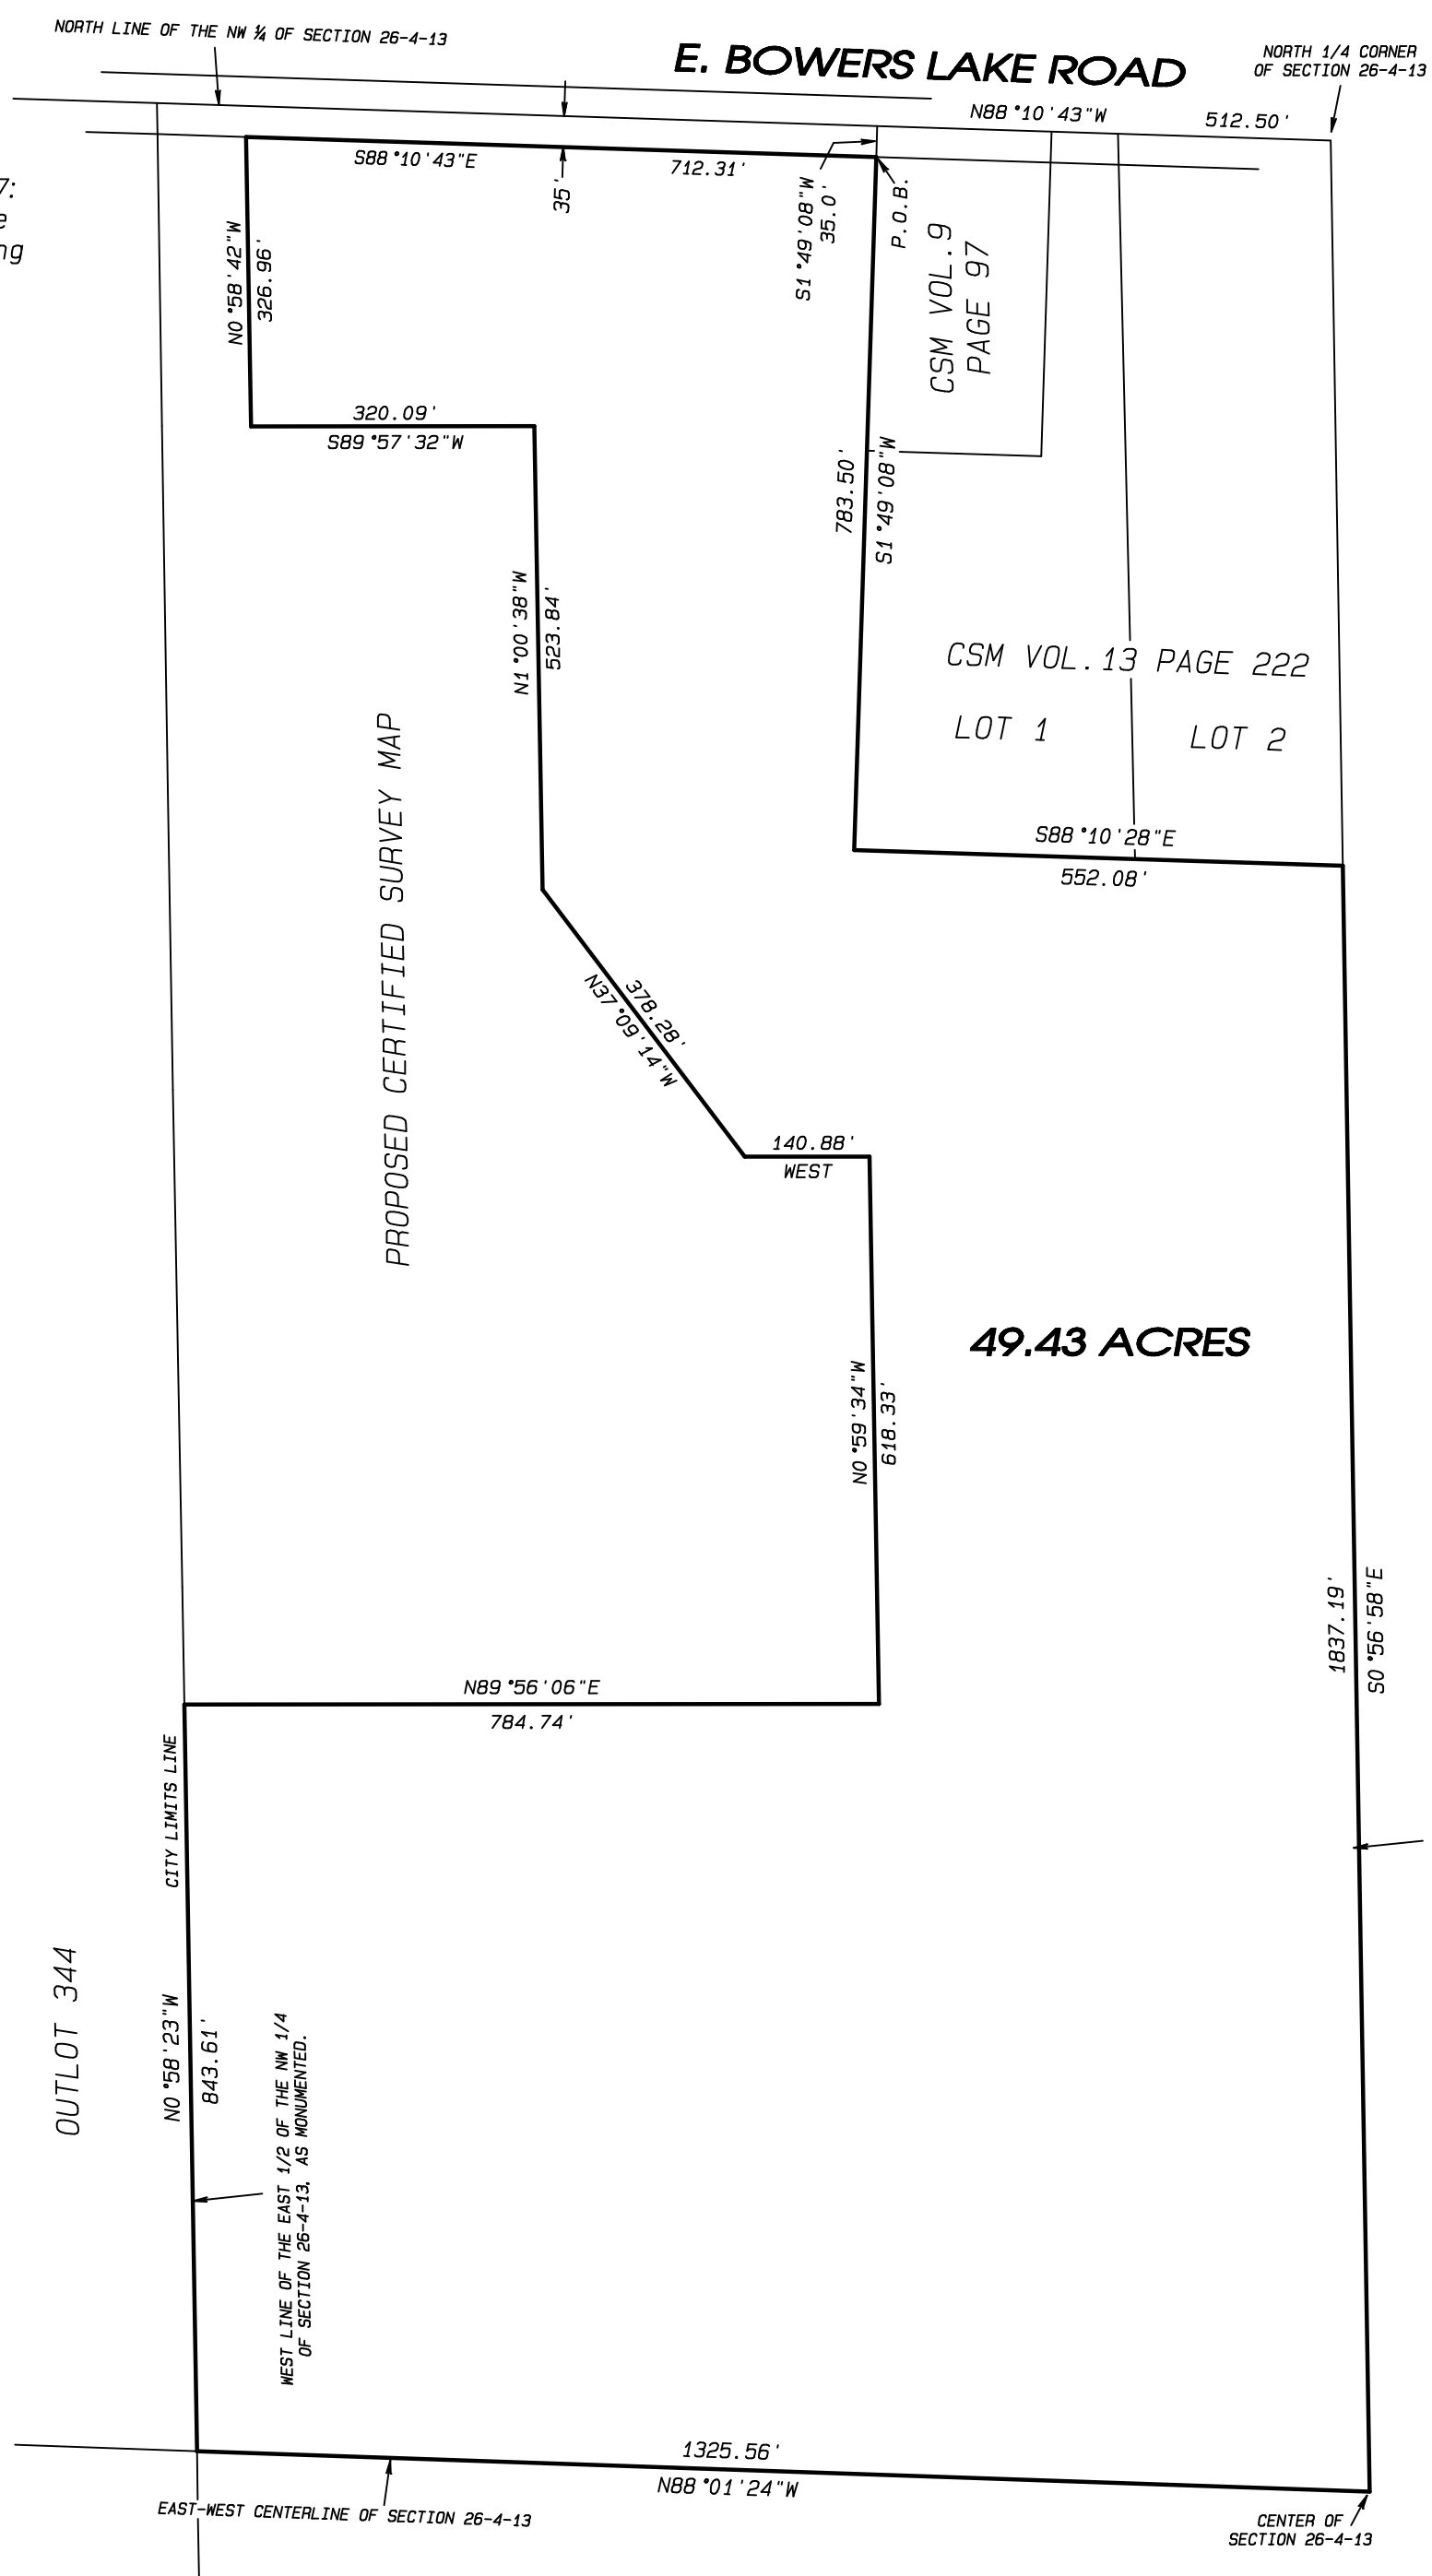 NORTH LINE OF THE NW ¼ OF SECTION 26-4-13
E. BOWERS LAKE ROAD
NORTH 1/4 CORNER
OF SECTION 26-4-13
N88°10'43"W
512.50'
S88°10'43"E
712.31'
35'
S1°49'08"W
35.0'
P.O.B.
7:
e
ng
N0°58'42"W
326.96'
CSM VOL.9
PAGE 97
320.09'
S89°57'32"W
783.50'
S1°49'08"W
N1°00'38"W
523.84'
CSM VOL.13 PAGE 222
LOT 1
LOT 2
PROPOSED CERTIFIED SURVEY MAP
S88°10'28"E
552.08'
378.28'
N37°09'14"W
140.88'
WEST
49.43 ACRES
N0°59'34"W
618.33'
1837.19'
S0°56'58"E
N89°56'06"E
784.74'
CITY LIMITS LINE
OUTLOT 344
N0°58'23"W
843.61'
WEST LINE OF THE EAST 1/2 OF THE NW 1/4
OF SECTION 26-4-13, AS MONUMENTED.
1325.56'
N88°01'24"W
EAST-WEST CENTERLINE OF SECTION 26-4-13
CENTER OF
SECTION 26-4-13